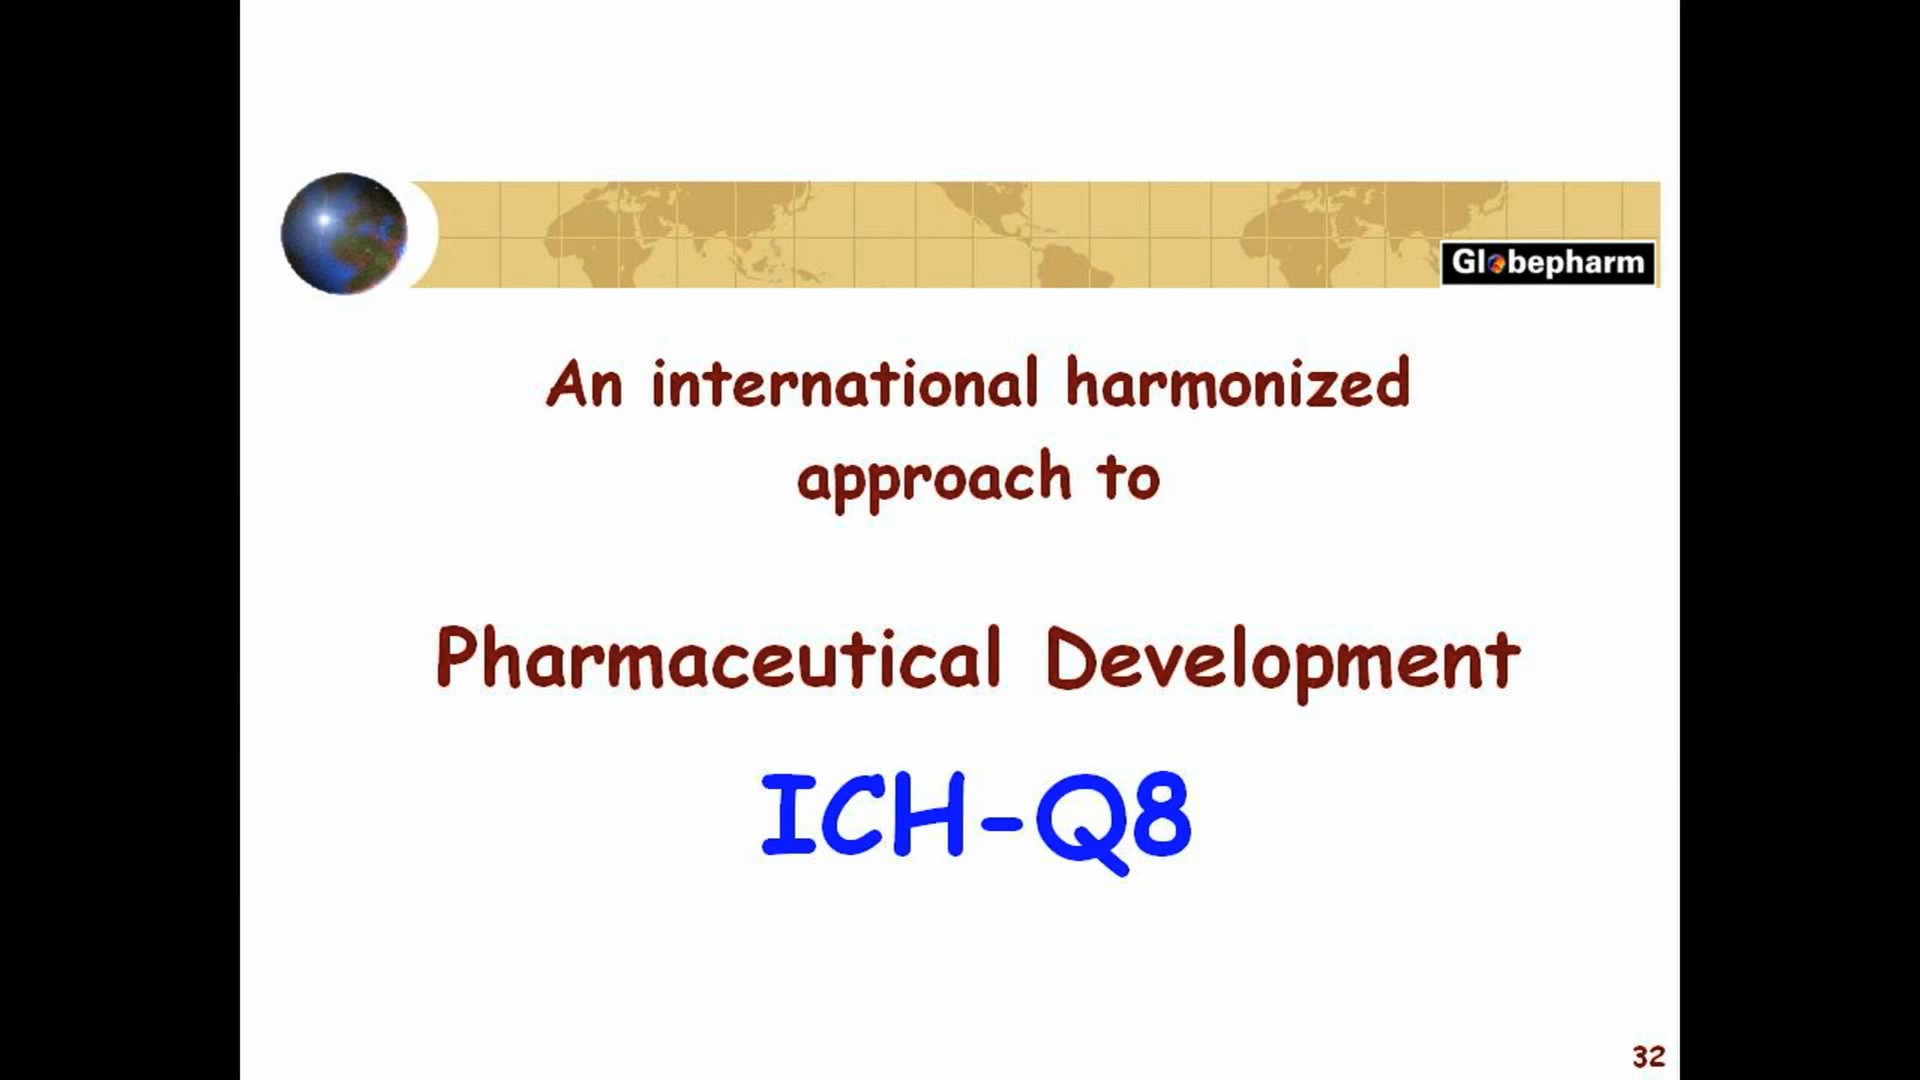 Globepharm
An international harmonized
approach to
Pharmaceutical Development
ICH-Q8
32